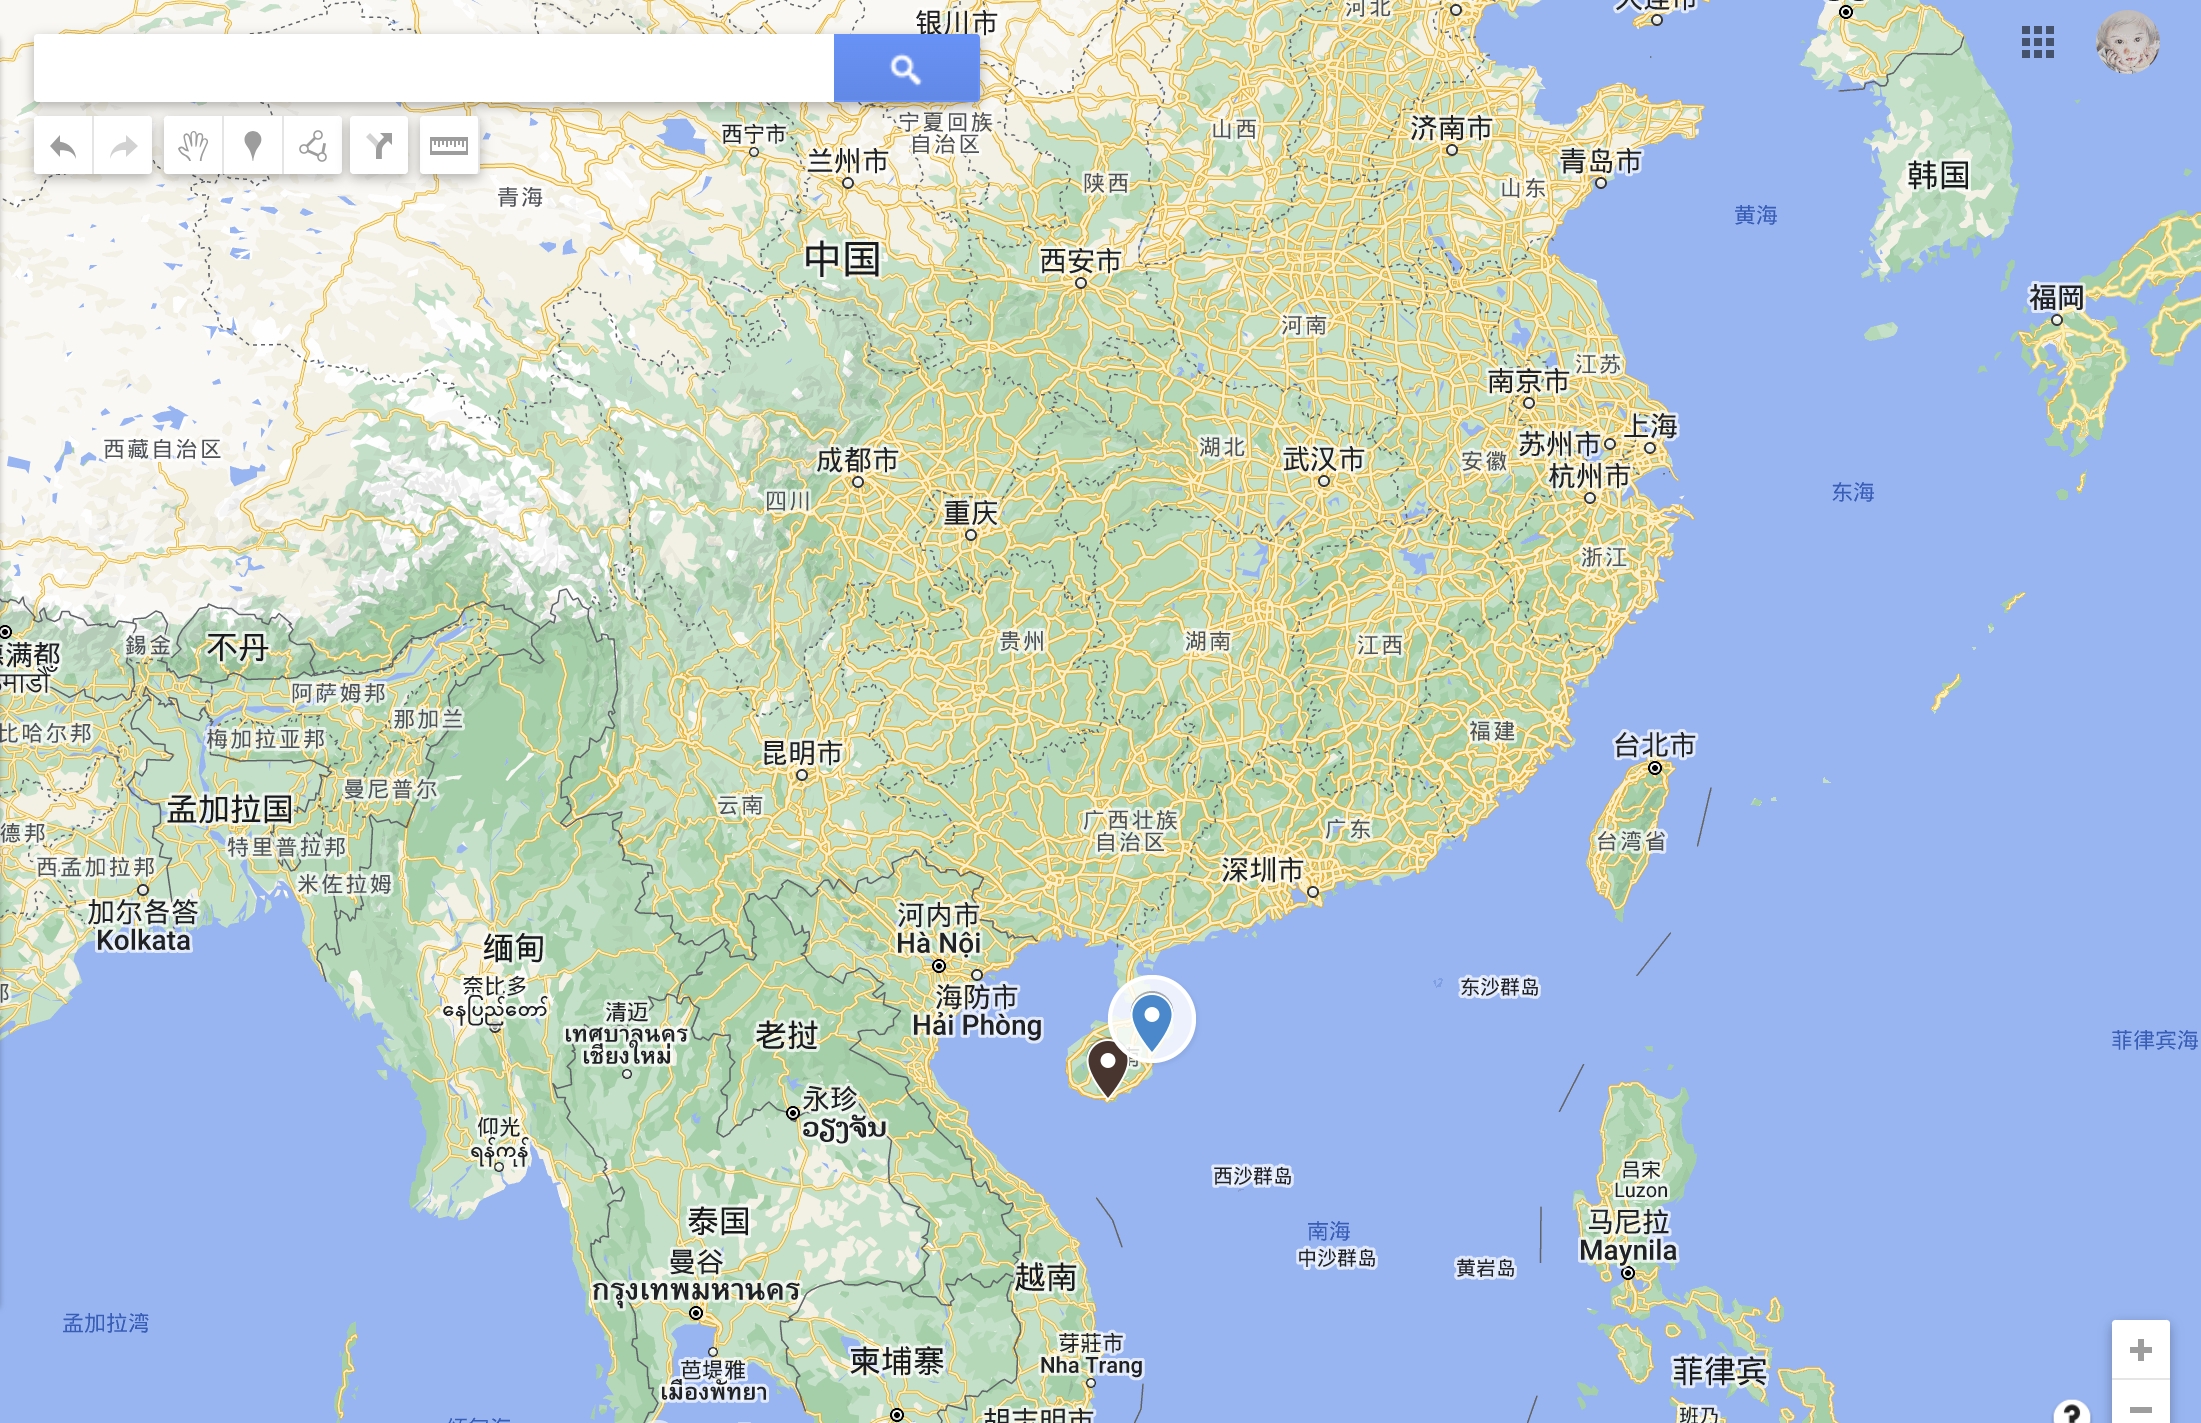 银川市
河北
西宁市
宁夏回族
自治区
山西
济南市
兰州市
青岛市
陕西
山东
青海
韩国
黄海
中国
西安市
福冈
河南
江苏
南京市
上海
苏州市
湖北
武汉市
安徽
杭州市
西藏自治区
成都市
四川
重庆
东海
浙江
锡金
不丹
满都
贵州
湖南
江西
阿萨姆邦
那加兰
比哈尔邦
梅加拉亚邦
福建
台北市
昆明市
曼尼普尔
孟加拉国
云南
广西壮族
自治区
广东
德邦
特里普拉邦
台湾省
西孟加拉邦
米佐拉姆
深圳市
加尔各答
Kolkata
河内市
Hà Nội
缅甸
奈比多
နေပြည်တော်
海防市
Hải Phòng
东沙群岛
清迈
เทศบาลนคร
เชียงใหม่
老挝
菲律宾海
南
永珍
ວຽງຈັນ
仰光
ရန်ကုန်
西沙群岛
吕宋
Luzon
泰国
南海
马尼拉
Maynila
曼谷
กรุงเทพมหานคร
中沙群岛
黄岩岛
越南
孟加拉湾
芽莊市
Nha Trang
柬埔寨
芭堤雅
เมืองพัทยา
菲律宾
胡志明市
班乃
缅甸海